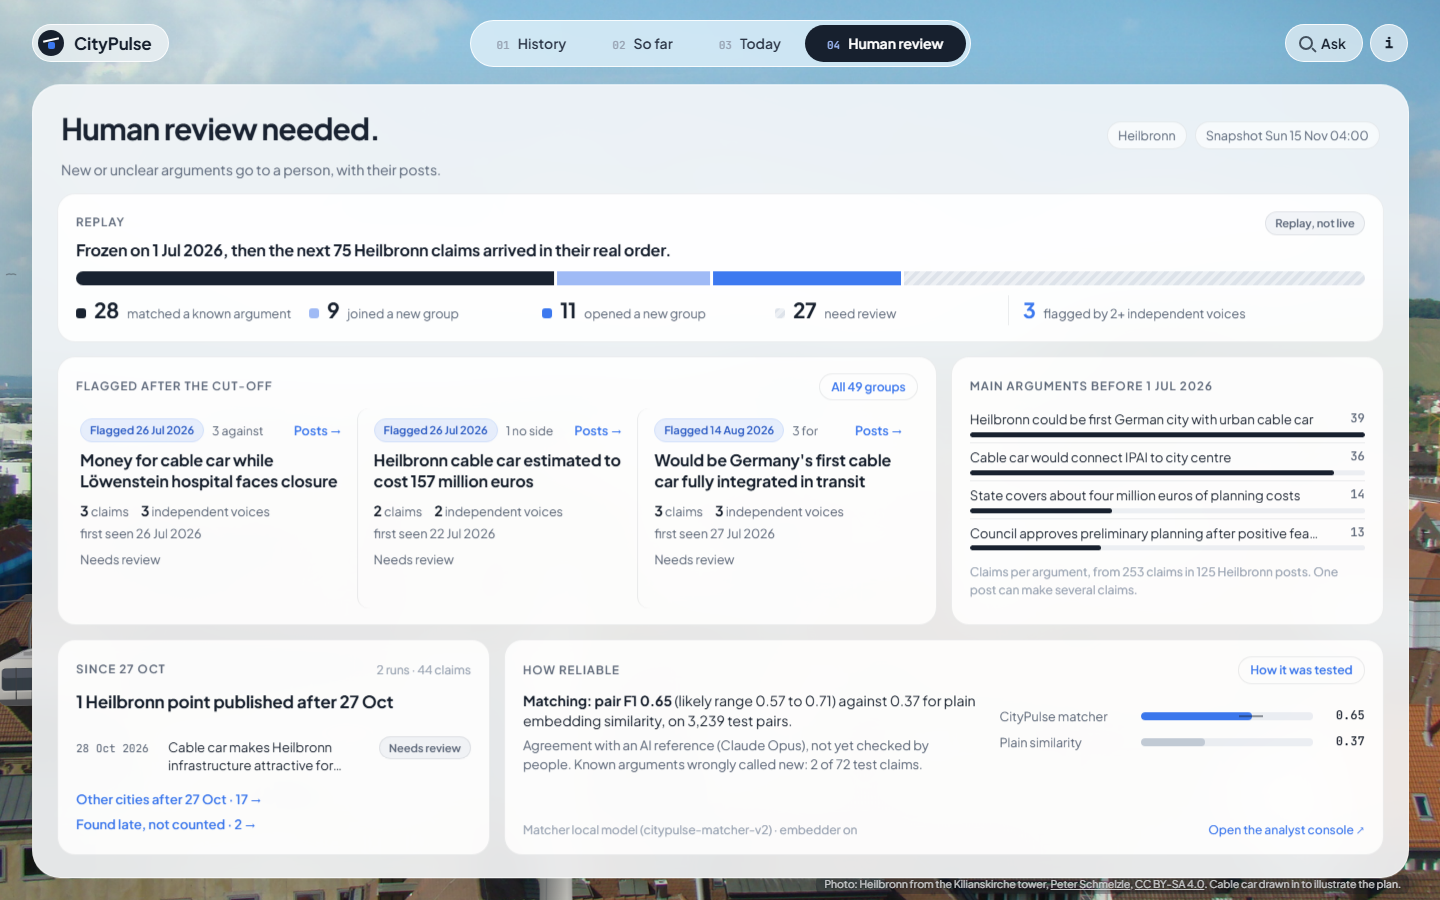 CityPulse
01 History
02 So far
03 Today
04 Human review
Ask
i
Human review needed.
Heilbronn
Snapshot Sun 15 Nov 04:00
New or unclear arguments go to a person, with their posts.
REPLAY
Replay, not live
Frozen on 1 Jul 2026, then the next 75 Heilbronn claims arrived in their real order.
28 matched a known argument
9 joined a new group
11 opened a new group
27 need review
3 flagged by 2+ independent voices
FLAGGED AFTER THE CUT-OFF
All 49 groups
Flagged 26 Jul 2026
3 against
Posts →
Money for cable car while
Löwenstein hospital faces closure
3 claims 3 independent voices
first seen 26 Jul 2026
Needs review
Flagged 26 Jul 2026
1 no side
Posts →
Heilbronn cable car estimated to
cost 157 million euros
2 claims 2 independent voices
first seen 22 Jul 2026
Needs review
Flagged 14 Aug 2026
3 for
Posts →
Would be Germany's first cable
car fully integrated in transit
3 claims 3 independent voices
first seen 27 Jul 2026
Needs review
MAIN ARGUMENTS BEFORE 1 JUL 2026
Heilbronn could be first German city with urban cable car 39
Cable car would connect IPAI to city centre 36
State covers about four million euros of planning costs 14
Council approves preliminary planning after positive fea... 13
Claims per argument, from 253 claims in 125 Heilbronn posts. One
post can make several claims.
SINCE 27 OCT
2 runs · 44 claims
1 Heilbronn point published after 27 Oct
28 Oct 2026
Cable car makes Heilbronn
infrastructure attractive for...
Needs review
Other cities after 27 Oct · 17 →
Found late, not counted · 2 →
HOW RELIABLE
How it was tested
Matching: pair F1 0.65 (likely range 0.57 to 0.71) against 0.37 for plain
embedding similarity, on 3,239 test pairs.
Agreement with an AI reference (Claude Opus), not yet checked by
people. Known arguments wrongly called new: 2 of 72 test claims.
CityPulse matcher 0.65
Plain similarity 0.37
Matcher local model (citypulse-matcher-v2) · embedder on
Open the analyst console ↗
Photo: Heilbronn from the Kilianskirche tower, Peter Schmelzle, CC BY-SA 4.0. Cable car drawn in to illustrate the plan.